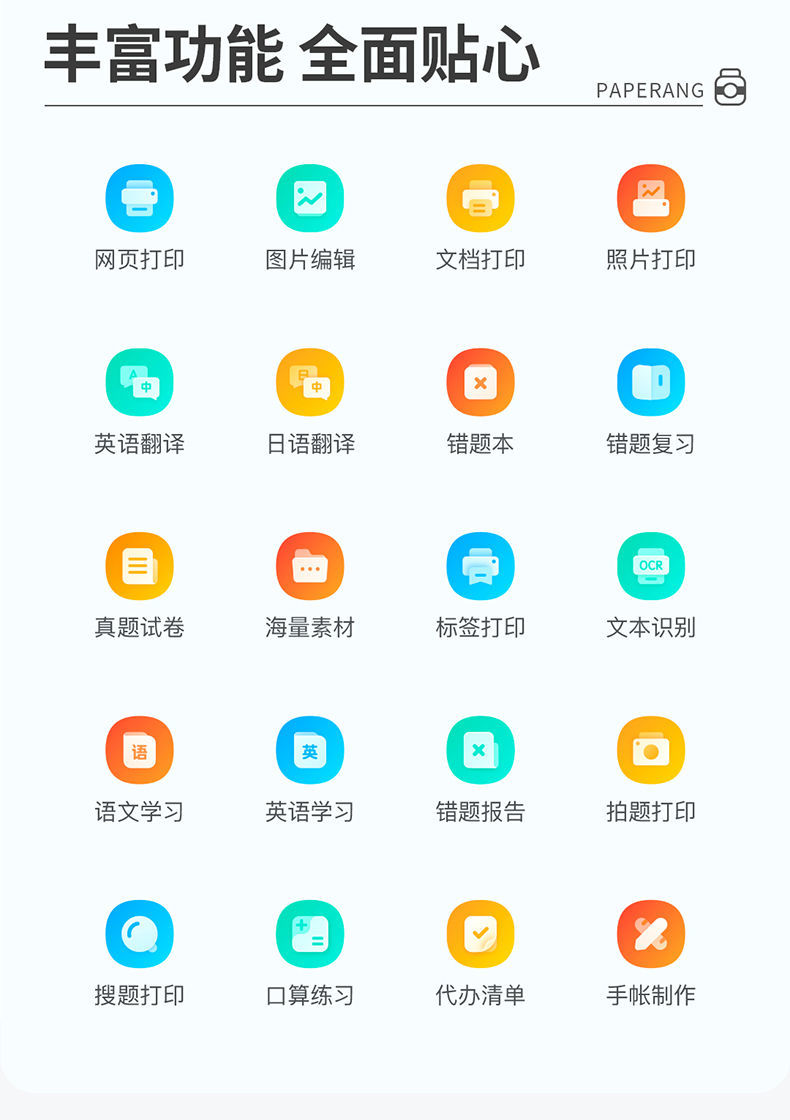 丰富功能 全面贴心
PAPERANG
网页打印 图片编辑 文档打印 照片打印
A 中 日 中
英语翻译 日语翻译 错题本 错题复习
OCR
真题试卷 海量素材 标签打印 文本识别
语 英
语文学习 英语学习 错题报告 拍题打印
搜题打印 口算练习 代办清单 手帐制作